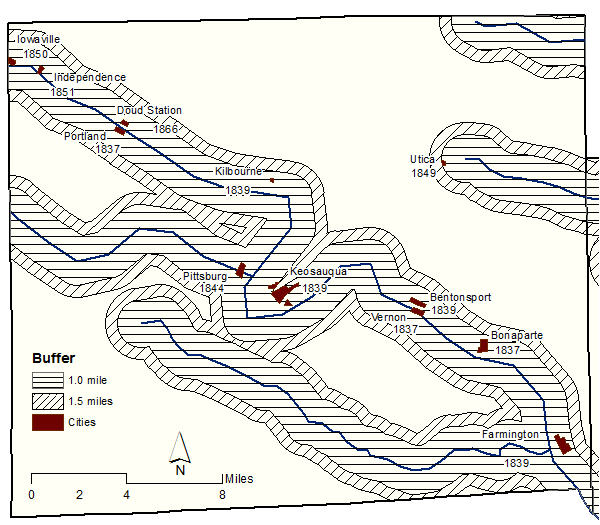 Iowaville
1850
Independence
1851
Doud Station
1866
Portland
1837
Utica
1849
Kilbourne
1839
Pittsburg
1844
Keosauqua
1839
Bentonsport
1839
Vernon
1837
Bonaparte
1837
Farmington
1839
Buffer
1.0 mile
1.5 miles
Cities
N
Miles
0 2 4 8